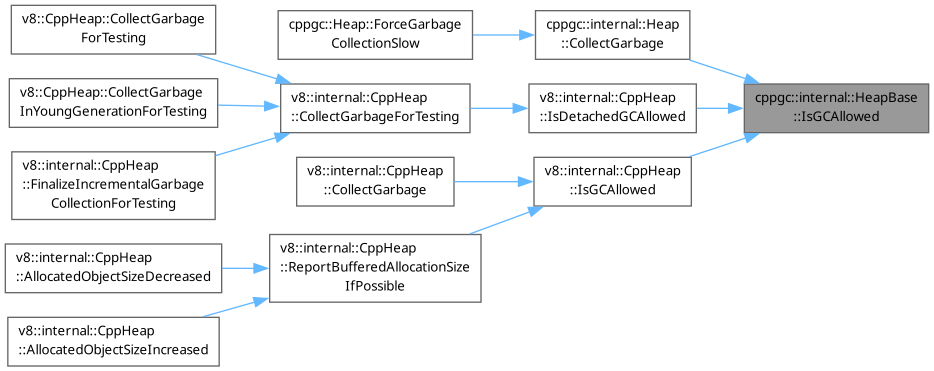 v8::CppHeap::CollectGarbage
ForTesting
cppgc::Heap::ForceGarbage
CollectionSlow
cppgc::internal::Heap
::CollectGarbage
v8::CppHeap::CollectGarbage
InYoungGenerationForTesting
v8::internal::CppHeap
::CollectGarbageForTesting
v8::internal::CppHeap
::IsDetachedGCAllowed
cppgc::internal::HeapBase
::IsGCAllowed
v8::internal::CppHeap
::FinalizeIncrementalGarbage
CollectionForTesting
v8::internal::CppHeap
::CollectGarbage
v8::internal::CppHeap
::IsGCAllowed
v8::internal::CppHeap
::AllocatedObjectSizeDecreased
v8::internal::CppHeap
::ReportBufferedAllocationSize
IfPossible
v8::internal::CppHeap
::AllocatedObjectSizeIncreased